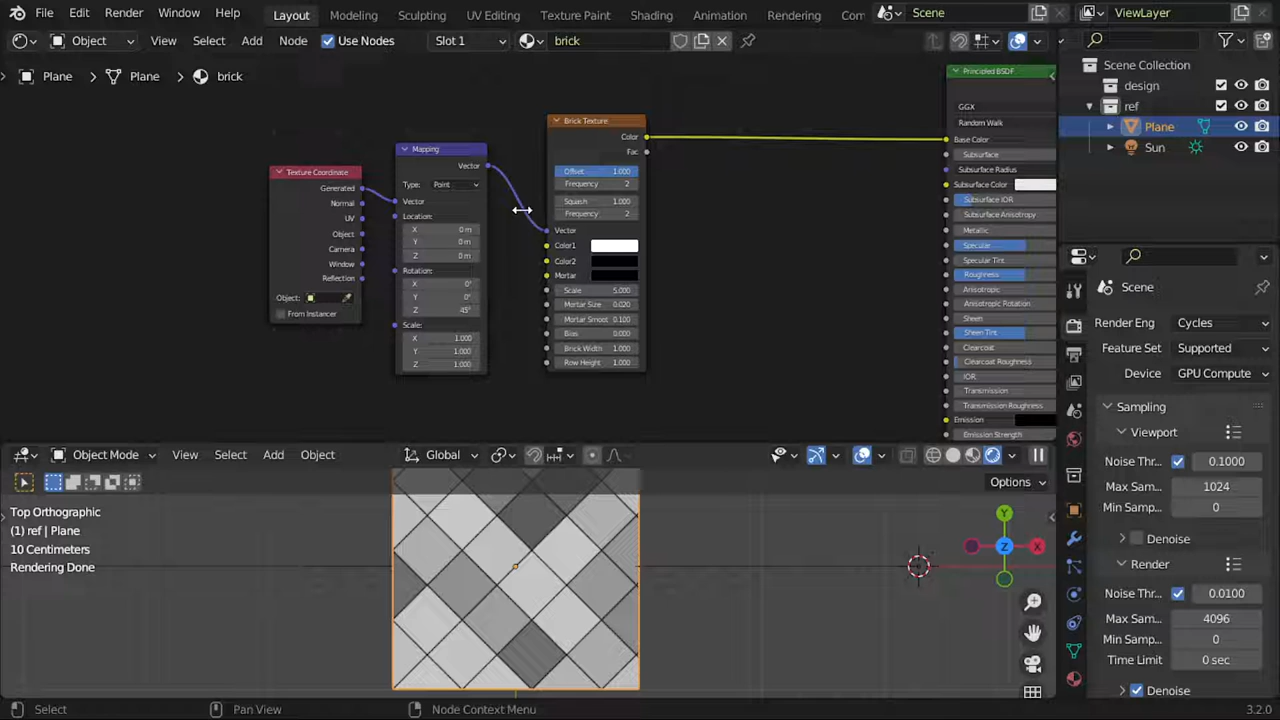 File Edit Render Window Help Layout Modeling Sculpting UV Editing Texture Paint Shading Animation Rendering Com Scene ViewLayer
Object View Select Add Node Use Nodes Slot 1 brick
Plane Plane brick
Scene Collection
design
ref
Plane
Sun
Principled BSDF
GGX
Random Walk
Base Color
Subsurface
Subsurface Radius
Subsurface Color
Subsurface IOR
Subsurface Anisotropy
Metallic
Specular
Specular Tint
Roughness
Anisotropic
Anisotropic Rotation
Sheen
Sheen Tint
Clearcoat
Clearcoat Roughness
IOR
Transmission
Transmission Roughness
Emission
Emission Strength
Brick Texture
Color
Fac
Offset 1.000
Frequency 2
Squash 1.000
Frequency 2
Vector
Color1
Color2
Mortar
Scale 5.000
Mortar Size 0.020
Mortar Smoot 0.100
Bias 0.000
Brick Width 1.000
Row Height 1.000
Mapping
Vector
Type: Point
Vector
Location:
X 0 m
Y 0 m
Z 0 m
Rotation:
X 0°
Y 0°
Z 45°
Scale:
X 1.000
Y 1.000
Z 1.000
Texture Coordinate
Generated
Normal
UV
Object
Camera
Window
Reflection
Object:
From Instancer
Scene
Render Eng Cycles
Feature Set Supported
Device GPU Compute
Sampling
Viewport
Noise Thr... 0.1000
Max Sam... 1024
Min Samp... 0
Denoise
Render
Noise Thr... 0.0100
Max Sam... 4096
Min Samp... 0
Time Limit 0 sec
Denoise
Object Mode View Select Add Object Global
Options
Top Orthographic
(1) ref | Plane
10 Centimeters
Rendering Done
Y
X
Z
Select Pan View Node Context Menu 3.2.0